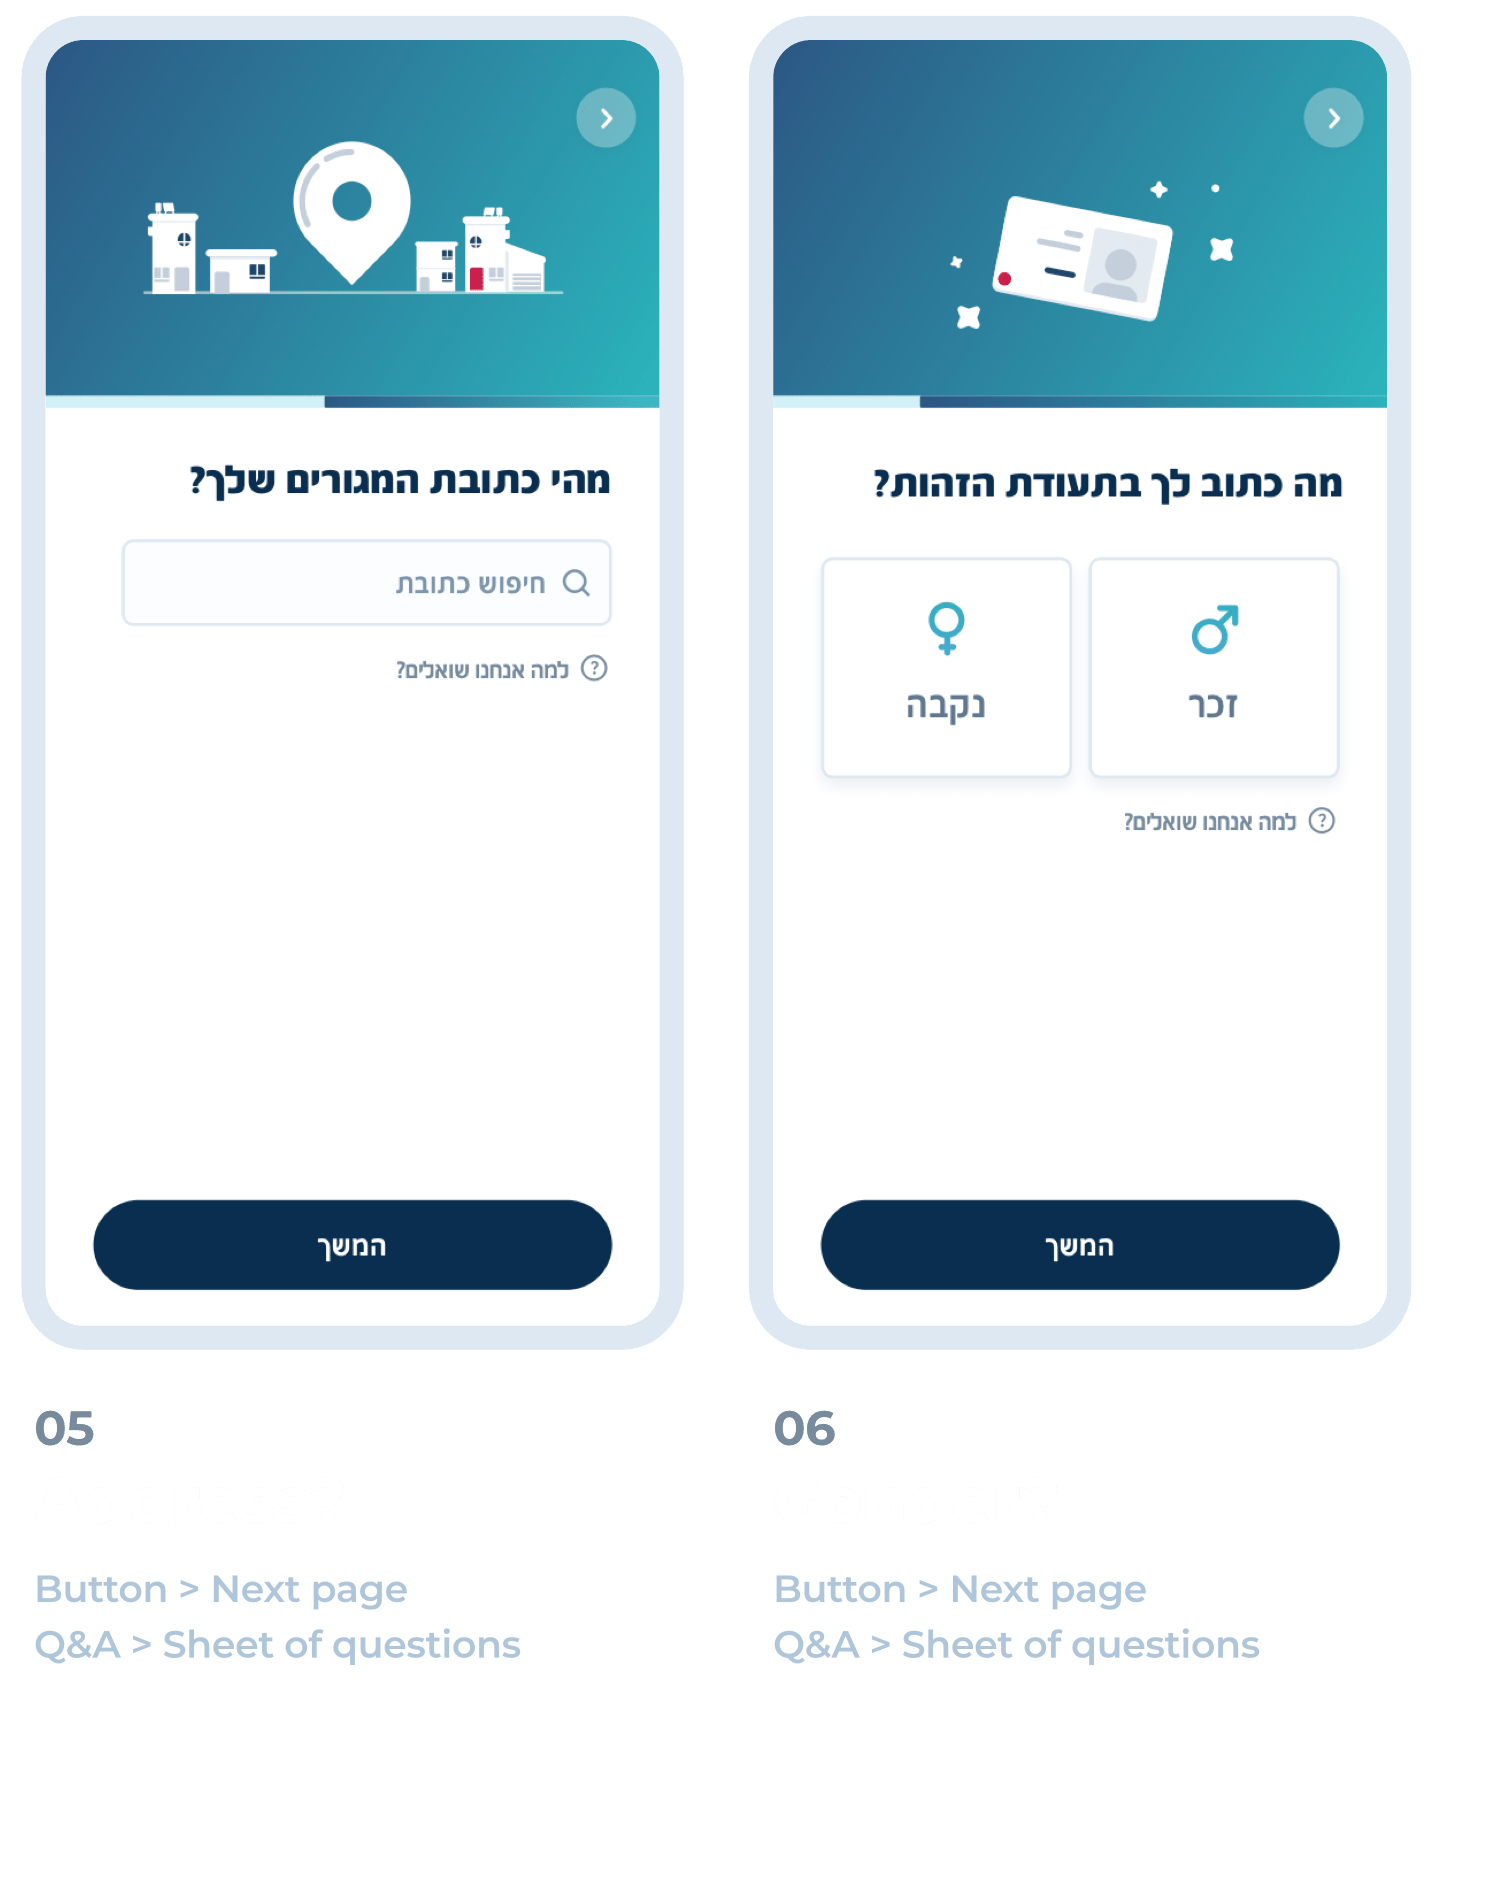 מהי כתובת המגורים שלך?
חיפוש כתובת
למה אנחנו שואלים?
המשך
05
Button > Next page
Q&A > Sheet of questions
מה כתוב לך בתעודת הזהות?
זכר
נקבה
למה אנחנו שואלים?
המשך
06
Button > Next page
Q&A > Sheet of questions